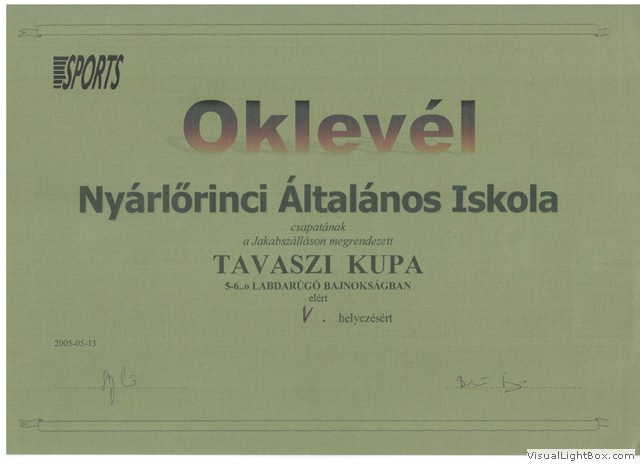 SPORTS
Oklevél
Nyárlőrinci Általános Iskola
csapatának
a Jakabszálláson megrendezett
TAVASZI KUPA
5-6..o LABDARÚGÓ BAJNOKSÁGBAN
elért
V. helyezésért
2005-05-13
VisualLightBox.com